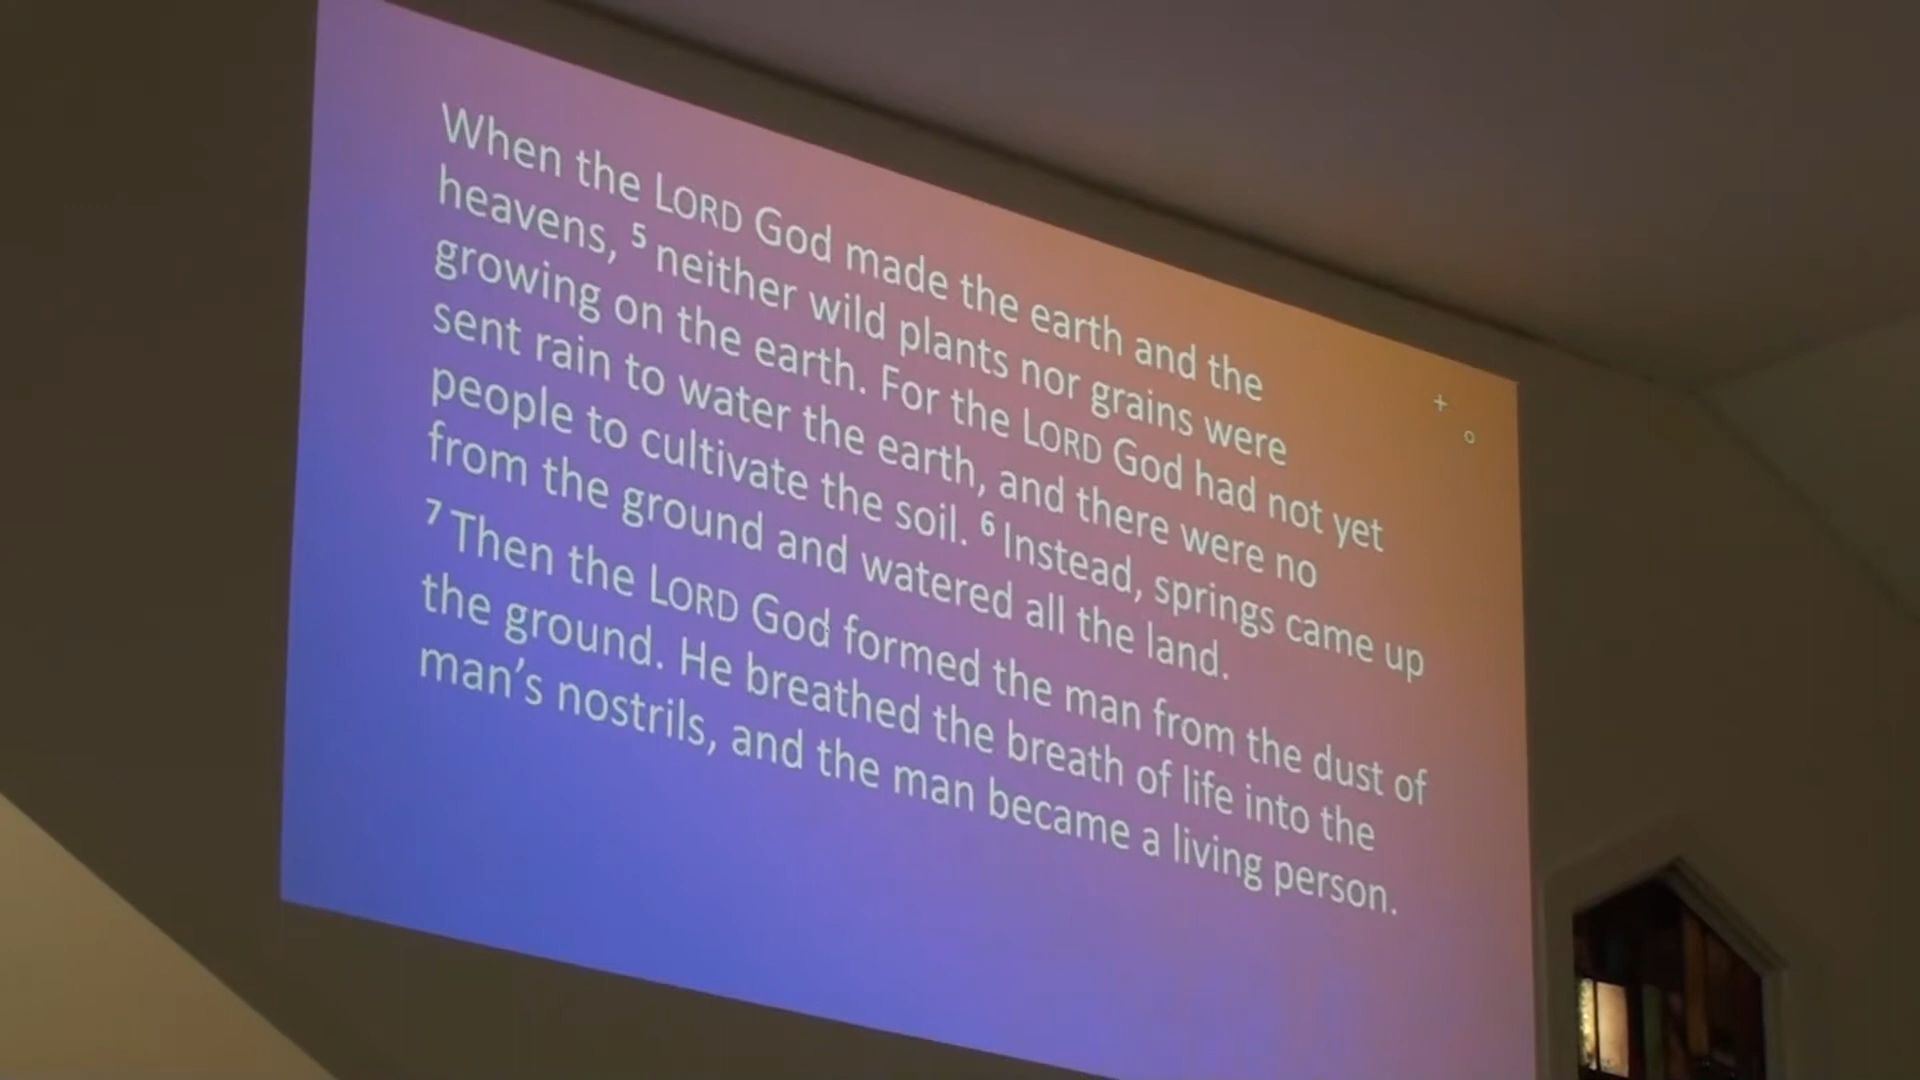 When the LORD God made the earth and the
heavens, ⁵ neither wild plants nor grains were
growing on the earth. For the LORD God had not yet
sent rain to water the earth, and there were no
people to cultivate the soil. ⁶ Instead, springs came up
from the ground and watered all the land.
⁷ Then the LORD God formed the man from the dust of
the ground. He breathed the breath of life into the
man’s nostrils, and the man became a living person.